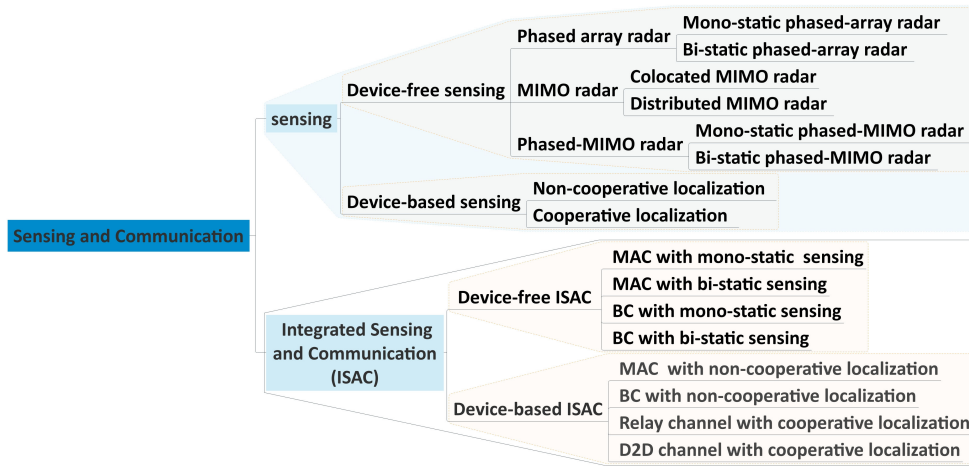 Sensing and Communication
sensing
Device-free sensing
Phased array radar
Mono-static phased-array radar
Bi-static phased-array radar
MIMO radar
Colocated MIMO radar
Distributed MIMO radar
Phased-MIMO radar
Mono-static phased-MIMO radar
Bi-static phased-MIMO radar
Device-based sensing
Non-cooperative localization
Cooperative localization
Integrated Sensing
and Communication
(ISAC)
Device-free ISAC
MAC with mono-static sensing
MAC with bi-static sensing
BC with mono-static sensing
BC with bi-static sensing
Device-based ISAC
MAC with non-cooperative localization
BC with non-cooperative localization
Relay channel with cooperative localization
D2D channel with cooperative localization